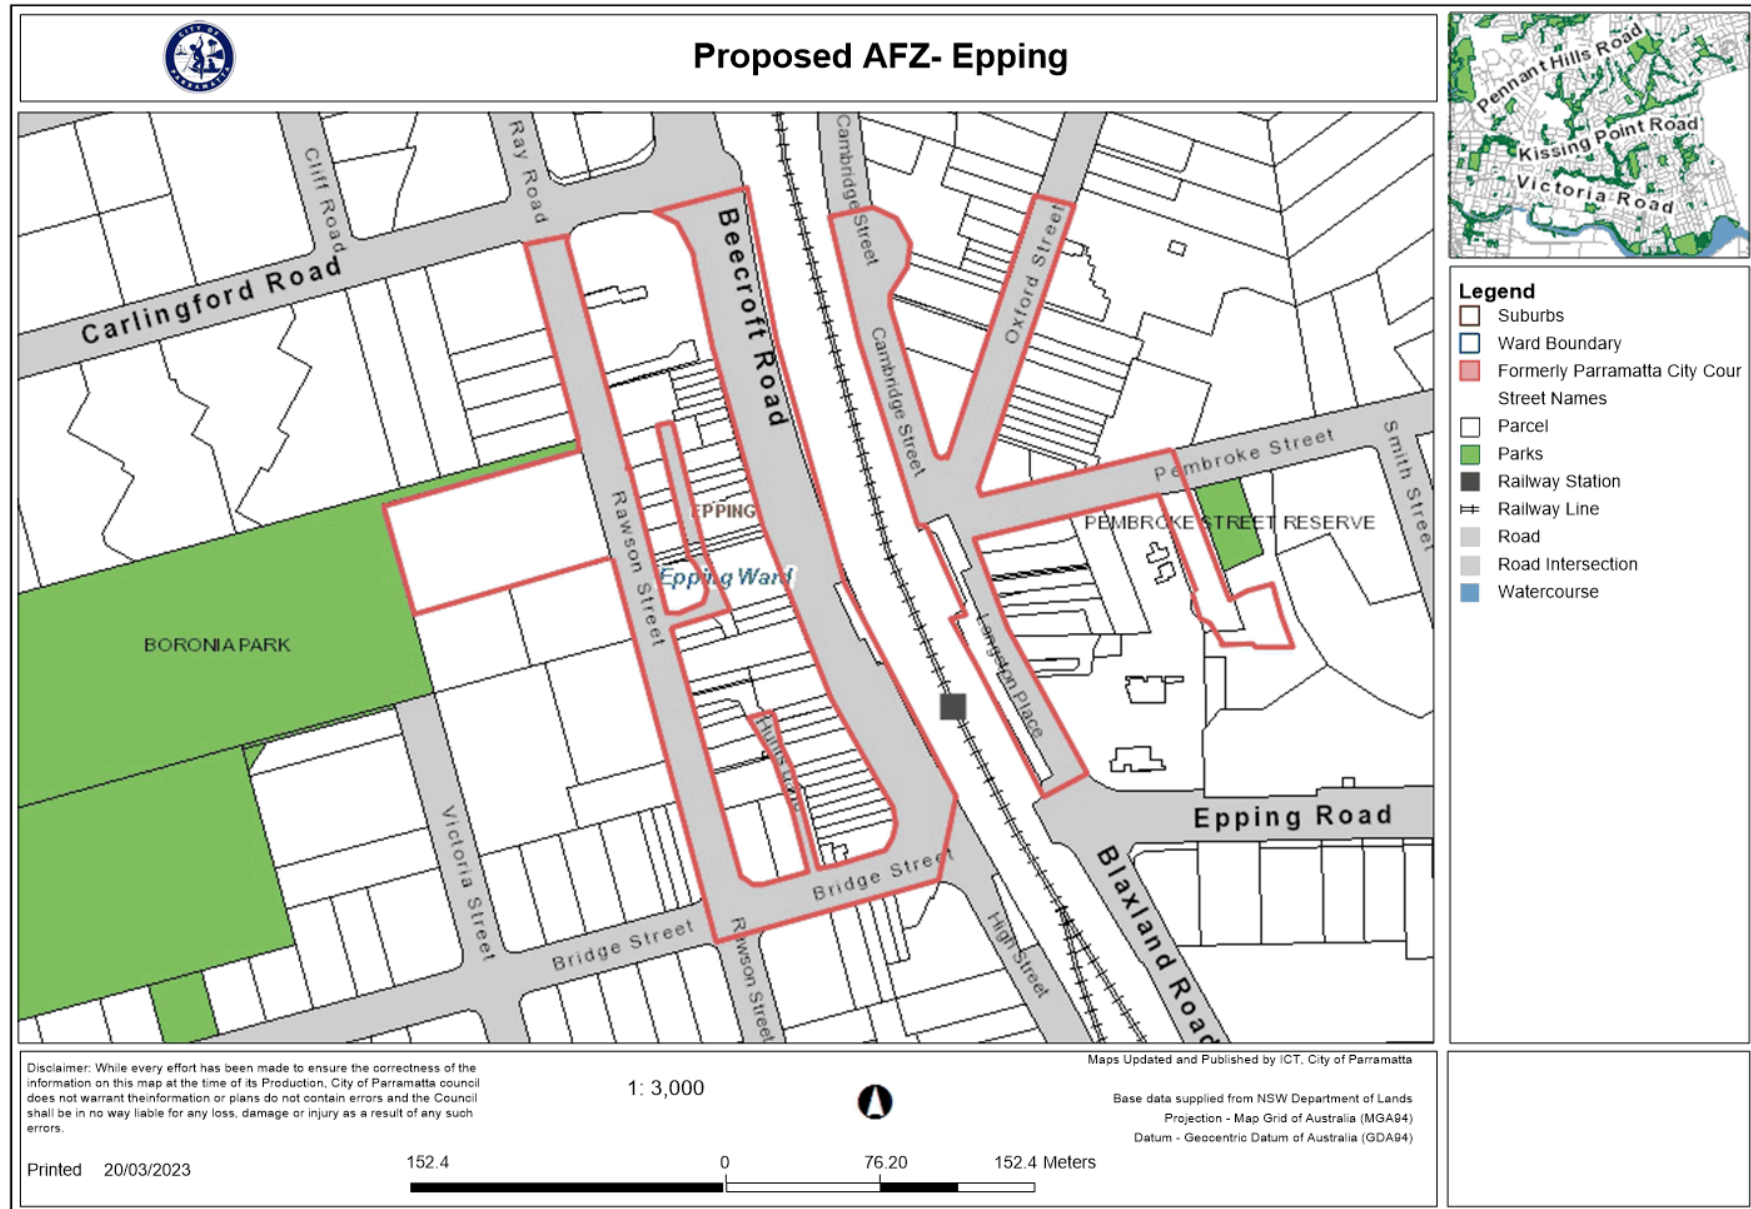 CITY OF
PARRAMATTA
Proposed AFZ- Epping
Pennant Hills Road
Kissing Point Road
Victoria Road
Cliff Road
Ray Road
Cambridge Street
Beecroft Road
Oxford Street
Carlingford Road
Cambridge Street
Pembroke Street
Smith Street
Rawson Street
EPPING
PEMBROKE STREET RESERVE
Epping Ward
BORONIA PARK
Langston Place
Hunts Lane
Victoria Street
Epping Road
Bridge Street
Blaxland Road
Bridge Street
Rawson Street
High Street
Legend
Suburbs
Ward Boundary
Formerly Parramatta City Cour
Street Names
Parcel
Parks
Railway Station
Railway Line
Road
Road Intersection
Watercourse
Disclaimer: While every effort has been made to ensure the correctness of the
information on this map at the time of its Production, City of Parramatta council
does not warrant theinformation or plans do not contain errors and the Council
shall be in no way liable for any loss, damage or injury as a result of any such
errors.
Printed 20/03/2023
1: 3,000
152.4 0 76.20 152.4 Meters
Maps Updated and Published by ICT, City of Parramatta
Base data supplied from NSW Department of Lands
Projection - Map Grid of Australia (MGA94)
Datum - Geocentric Datum of Australia (GDA94)